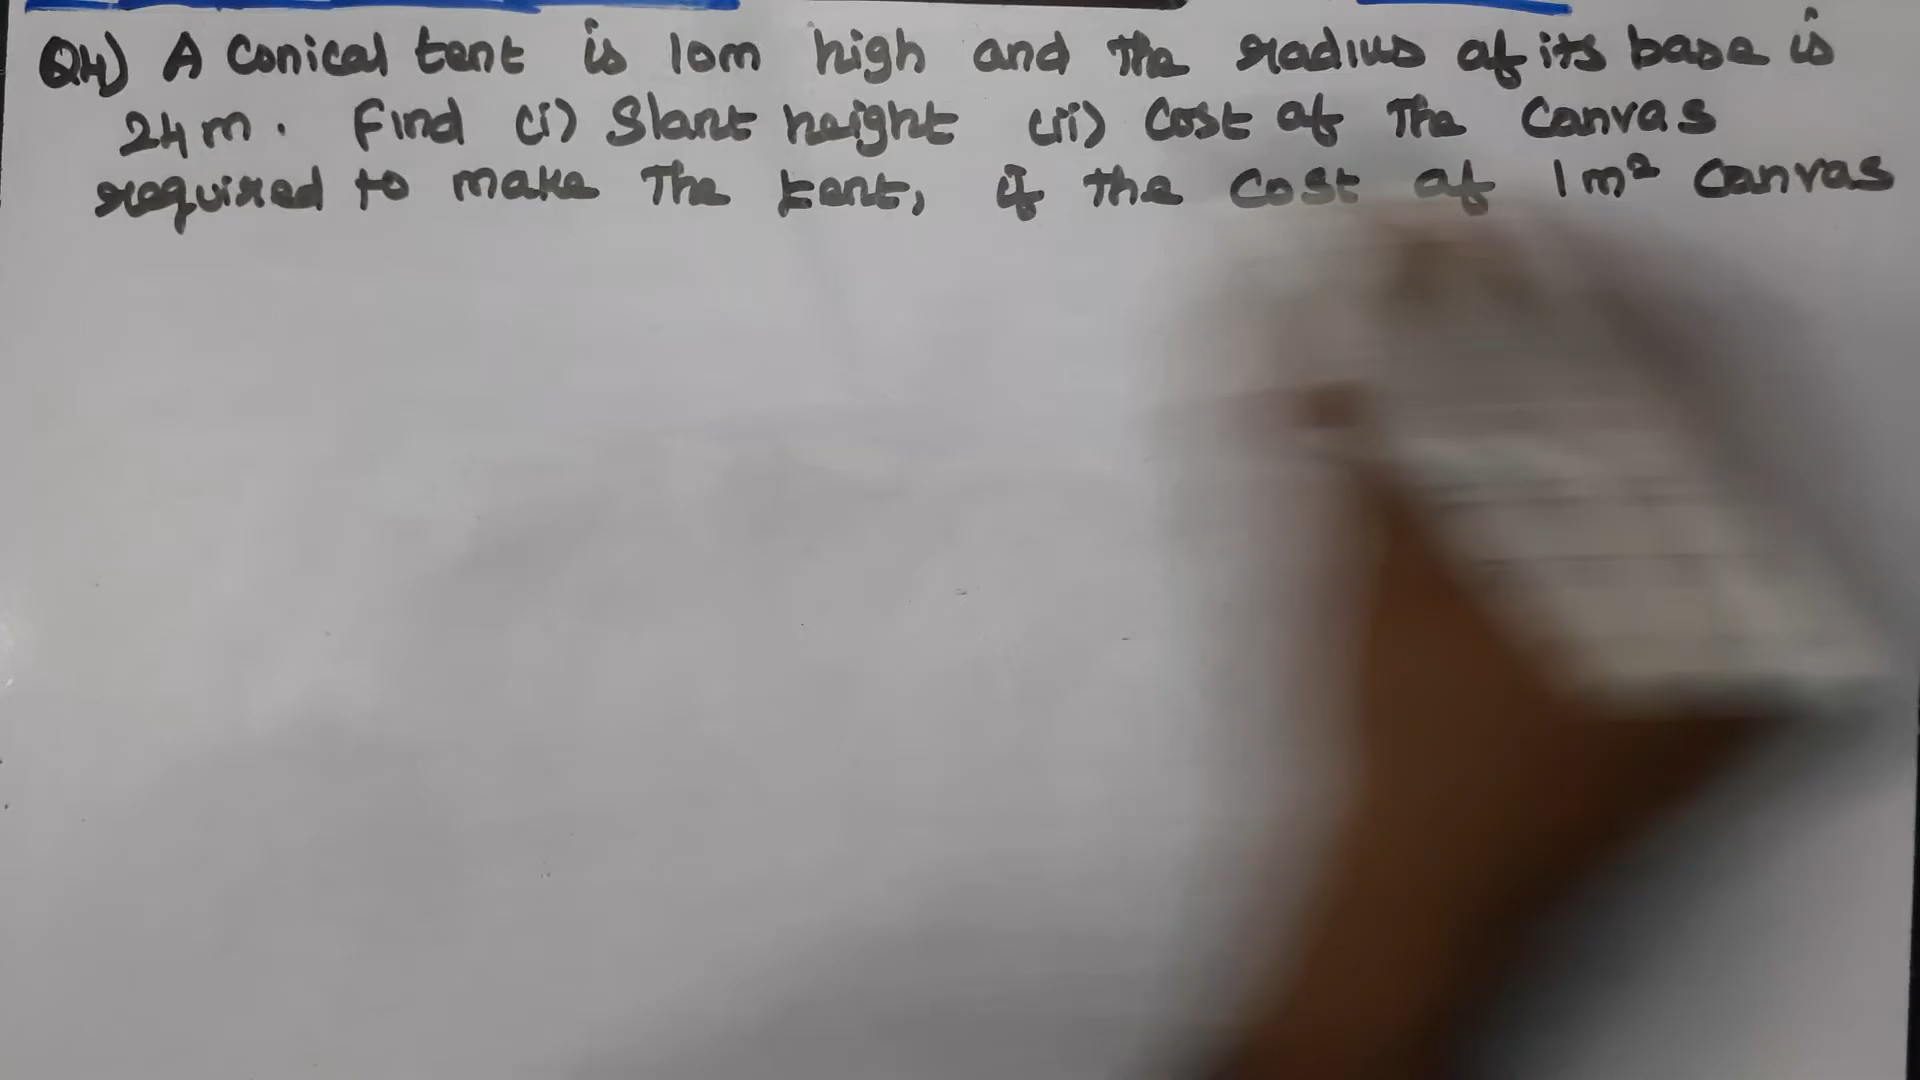 Q4) A Conical tent is 10m high and the radius of its base is
24m. Find (i) Slant height (ii) Cost of The Canvas
required to make The tent, if the Cost of 1m² Canvas